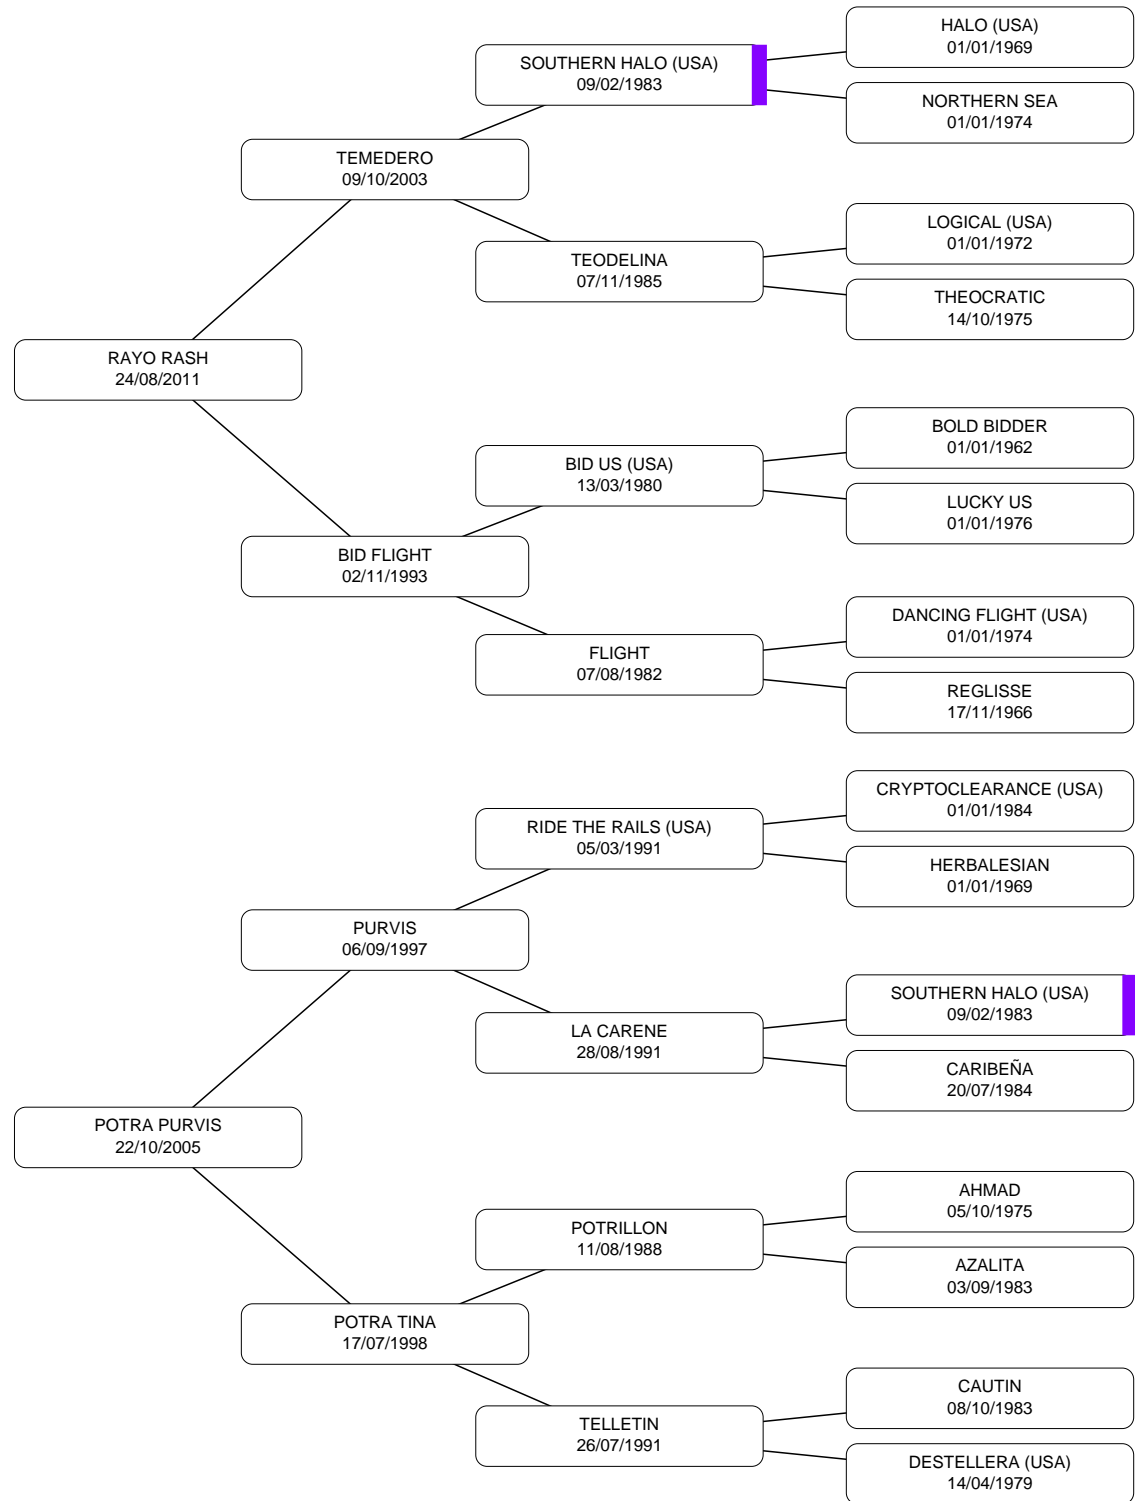 HALO (USA)
01/01/1969
SOUTHERN HALO (USA)
09/02/1983
NORTHERN SEA
01/01/1974
TEMEDERO
09/10/2003
LOGICAL (USA)
01/01/1972
TEODELINA
07/11/1985
THEOCRATIC
14/10/1975
RAYO RASH
24/08/2011
BOLD BIDDER
01/01/1962
BID US (USA)
13/03/1980
LUCKY US
01/01/1976
BID FLIGHT
02/11/1993
DANCING FLIGHT (USA)
01/01/1974
FLIGHT
07/08/1982
REGLISSE
17/11/1966
CRYPTOCLEARANCE (USA)
01/01/1984
RIDE THE RAILS (USA)
05/03/1991
HERBALESIAN
01/01/1969
PURVIS
06/09/1997
SOUTHERN HALO (USA)
09/02/1983
LA CARENE
28/08/1991
CARIBEÑA
20/07/1984
POTRA PURVIS
22/10/2005
AHMAD
05/10/1975
POTRILLON
11/08/1988
AZALITA
03/09/1983
POTRA TINA
17/07/1998
CAUTIN
08/10/1983
TELLETIN
26/07/1991
DESTELLERA (USA)
14/04/1979